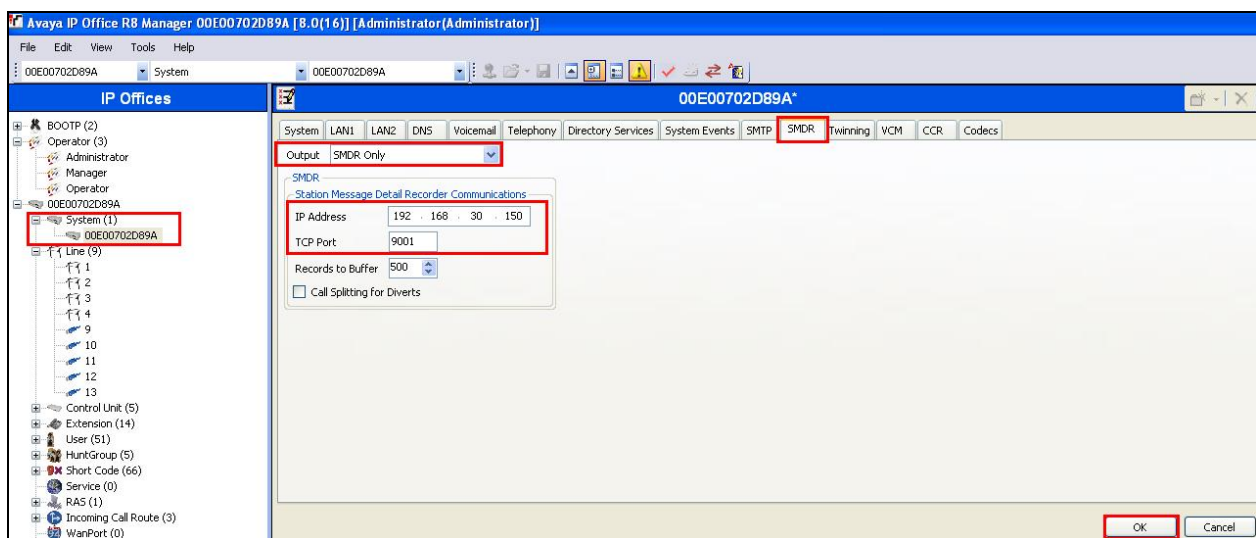 Avaya IP Office R8 Manager 00E00702D89A [8.0(16)] [Administrator(Administrator)]
File Edit View Tools Help
00E00702D89A System 00E00702D89A
IP Offices
00E00702D89A*
BOOTP (2)
Operator (3)
Administrator
Manager
Operator
00E00702D89A
System (1)
00E00702D89A
Line (9)
1
2
3
4
9
10
11
12
13
Control Unit (5)
Extension (14)
User (51)
HuntGroup (5)
Short Code (66)
Service (0)
RAS (1)
Incoming Call Route (3)
WanPort (0)
System LAN1 LAN2 DNS Voicemail Telephony Directory Services System Events SMTP SMDR Twinning VCM CCR Codecs
Output SMDR Only
SMDR
Station Message Detail Recorder Communications
IP Address 192 . 168 . 30 . 150
TCP Port 9001
Records to Buffer 500
Call Splitting for Diverts
OK Cancel